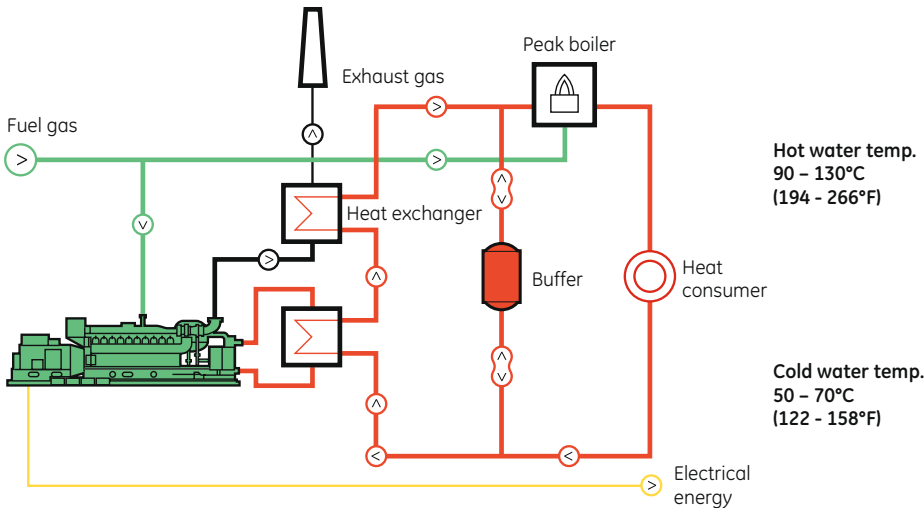 Peak boiler
Exhaust gas
Fuel gas
Hot water temp.
90 – 130°C
(194 - 266°F)
Heat exchanger
Buffer
Heat
consumer
Cold water temp.
50 – 70°C
(122 - 158°F)
Electrical
energy